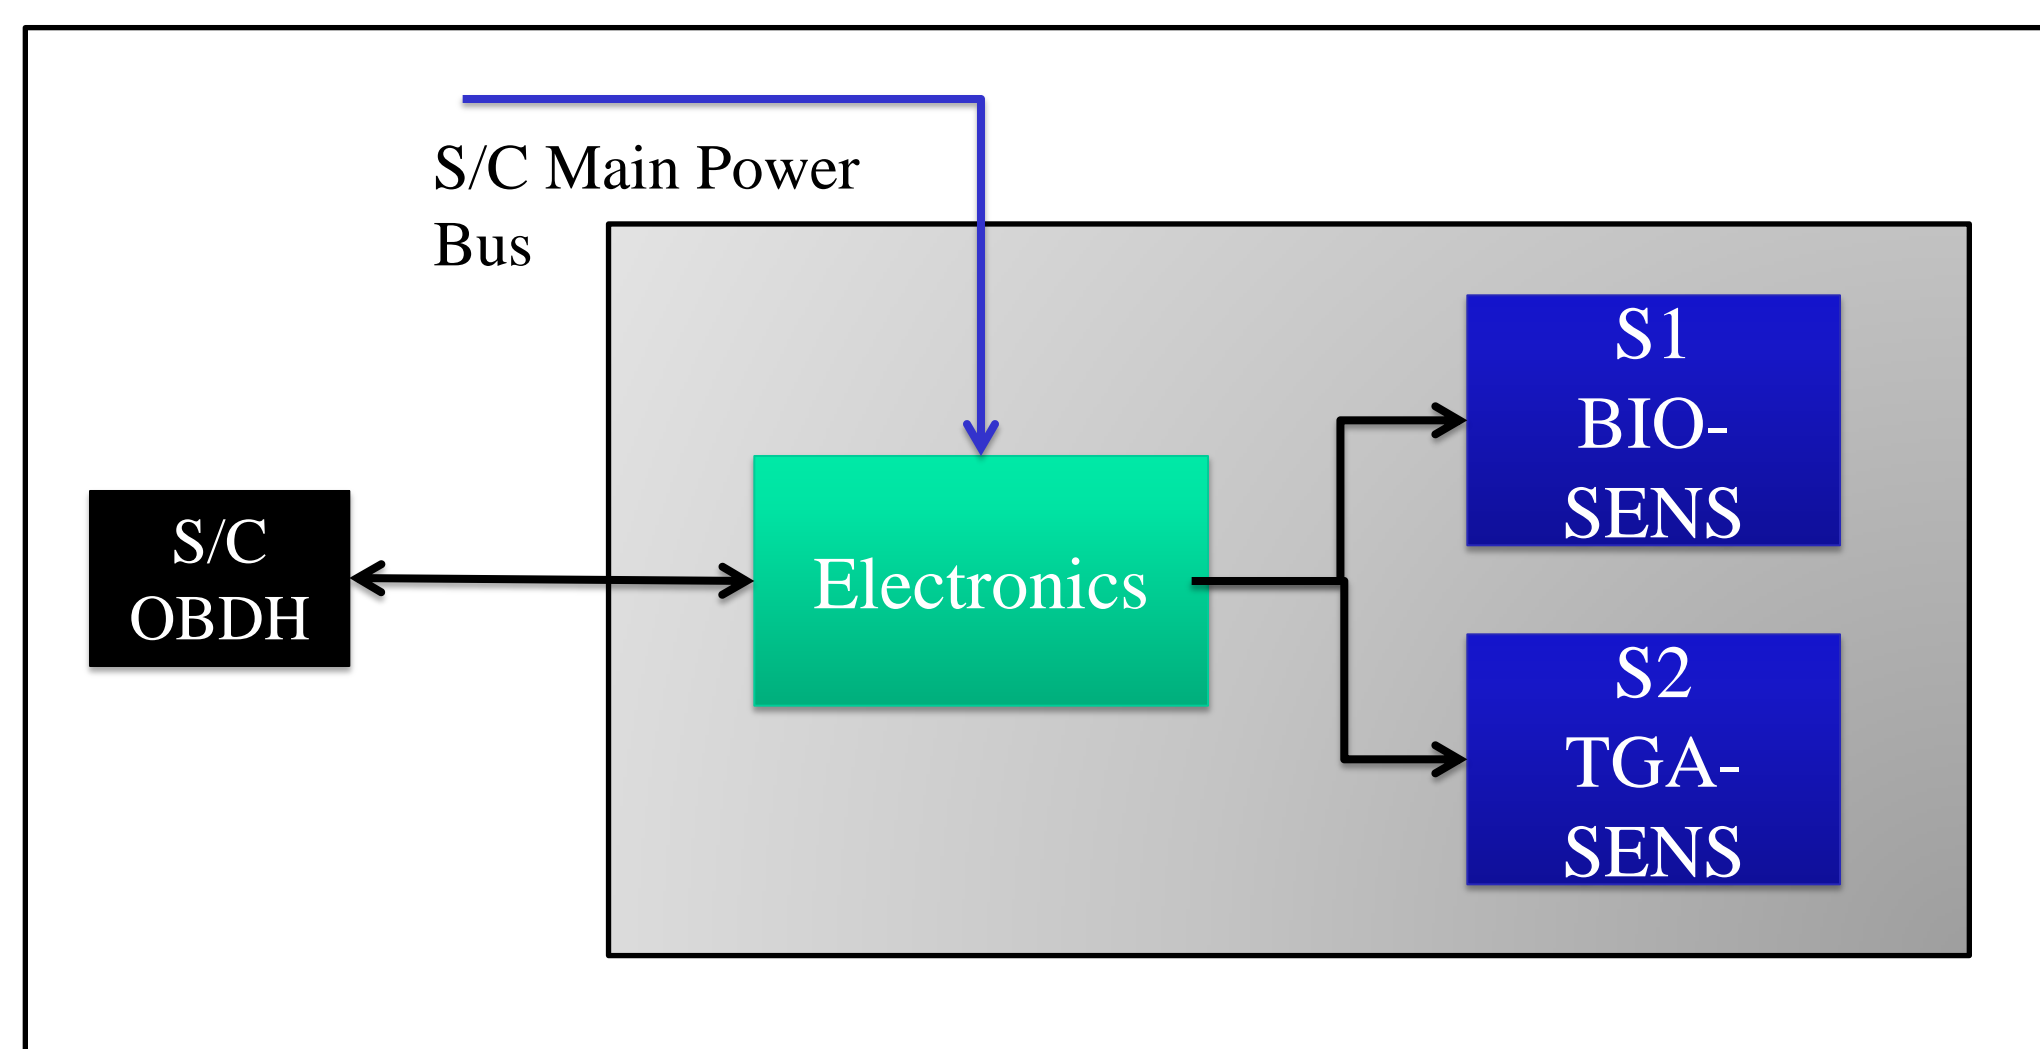 S/C Main Power
Bus
S1
BIO-
SENS
S/C
OBDH
Electronics
S2
TGA-
SENS